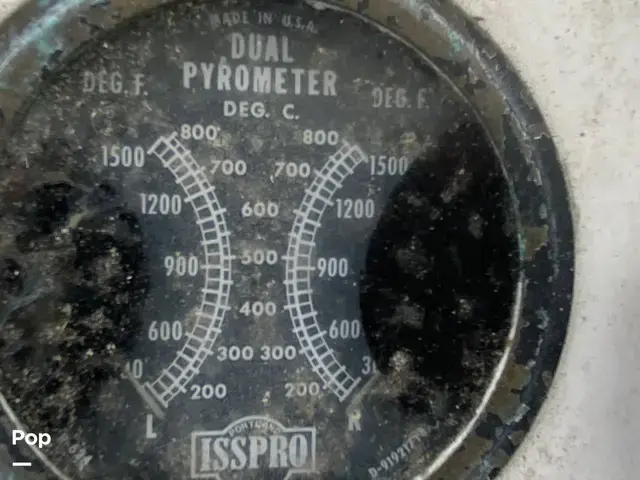 MADE IN U.S.A.
DUAL
PYROMETER
DEG. F. DEG. F.
DEG. C.
800 800
1500 700 700 1500
1200 600 1200
900 500 900
400
600 300 300 600
200 200
L R
PORTLAND
ISSPRO
Pop